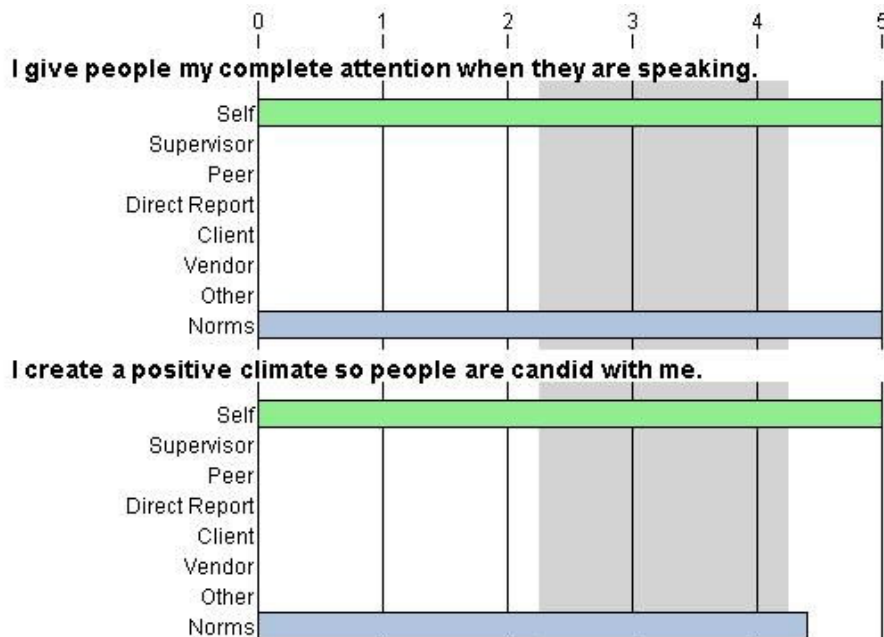 0 1 2 3 4 5
I give people my complete attention when they are speaking.
Self
Supervisor
Peer
Direct Report
Client
Vendor
Other
Norms
I create a positive climate so people are candid with me.
Self
Supervisor
Peer
Direct Report
Client
Vendor
Other
Norms